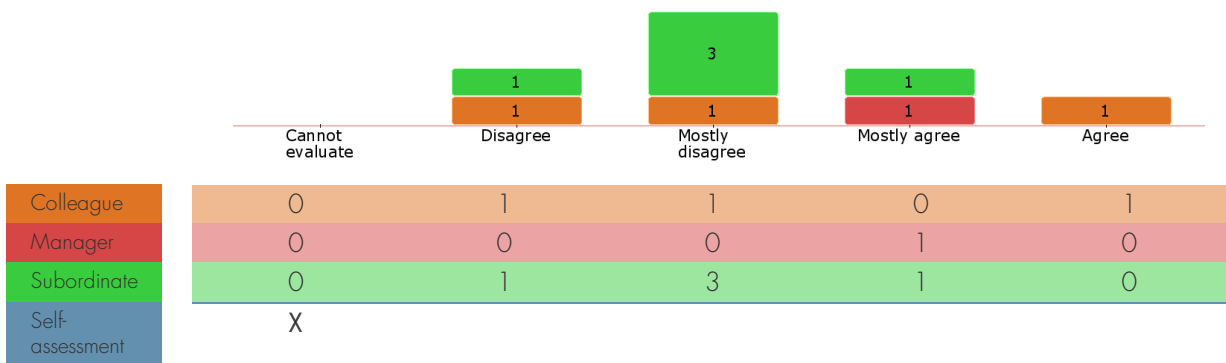 3
1
1
1
1
1
1
Cannot
evaluate
Disagree
Mostly
disagree
Mostly agree
Agree
Colleague 0 1 1 0 1
Manager 0 0 0 1 0
Subordinate 0 1 3 1 0
Self-
assessment
X